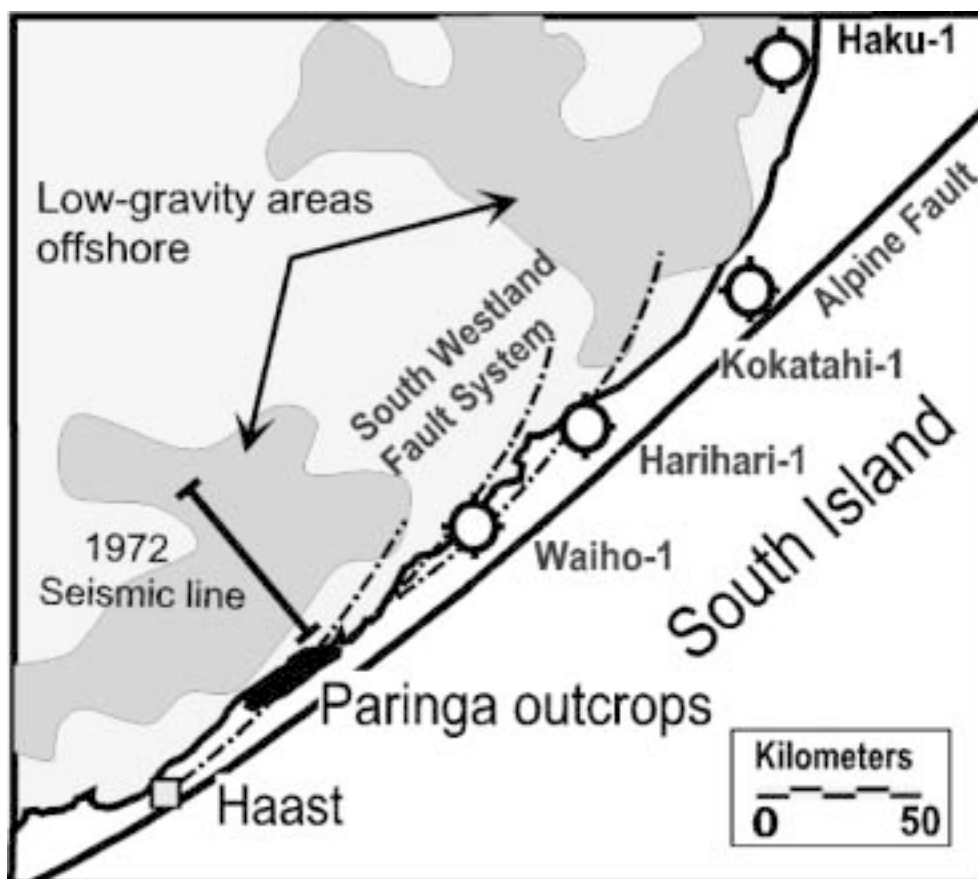 Haku-1
Low-gravity areas
offshore
Alpine Fault
South Westland
Fault System
Kokatahi-1
Harihari-1
South Island
1972
Seismic line
Waiho-1
Paringa outcrops
Haast
Kilometers
0 50